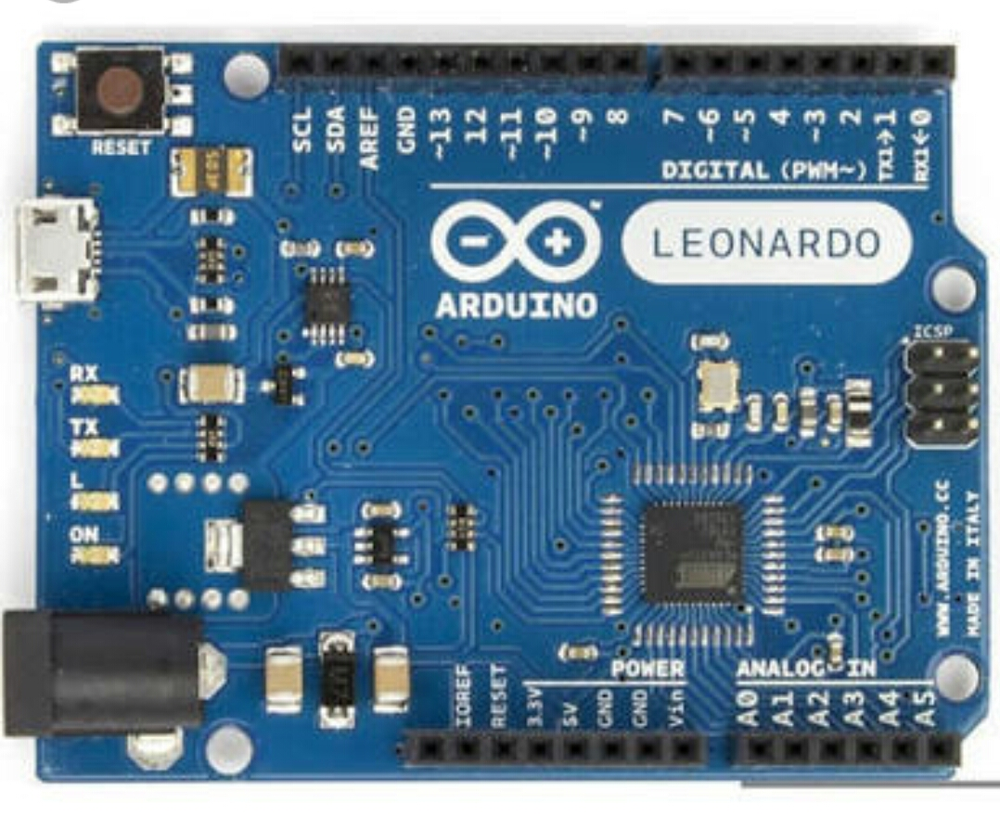 RESET
SCL
SDA
AREF
GND
~13
12
~11
~10
~9
8
7
~6
~5
4
~3
2
TX1→1
RX1←0
DIGITAL (PWM~)
ARDUINO
™
LEONARDO
ICSP
RX
TX
L
ON
WWW.ARDUINO.CC
MADE IN ITALY
POWER
ANALOG IN
IOREF
RESET
3.3V
5V
GND
GND
Vin
A0
A1
A2
A3
A4
A5